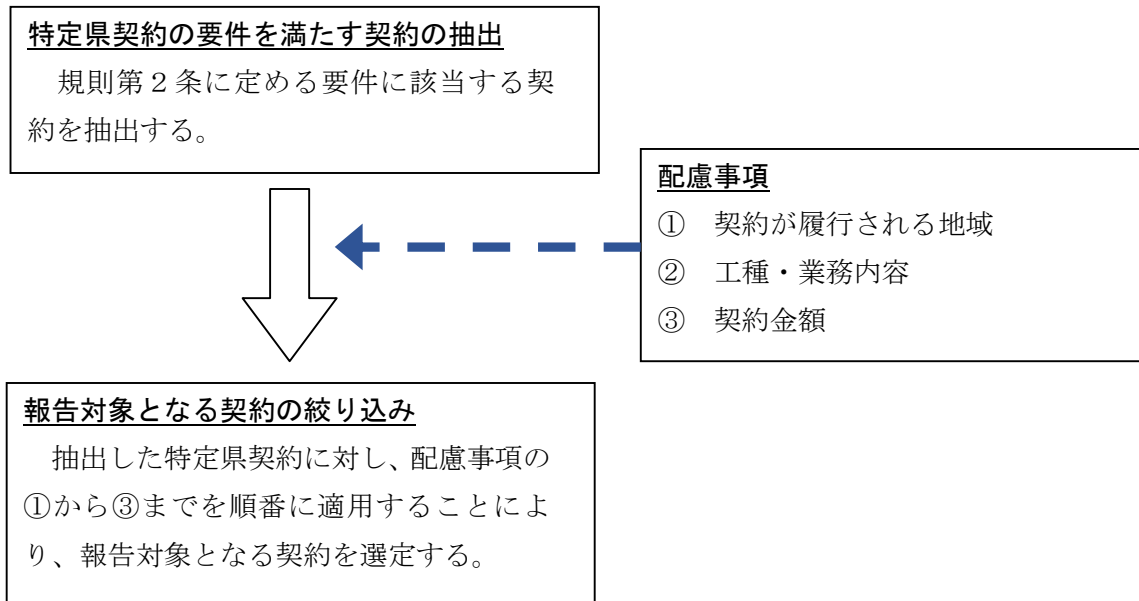 特定県契約の要件を満たす契約の抽出
規則第２条に定める要件に該当する契
約を抽出する。
配慮事項
①　契約が履行される地域
②　工種・業務内容
③　契約金額
報告対象となる契約の絞り込み
抽出した特定県契約に対し、配慮事項の
①から③までを順番に適用することによ
り、報告対象となる契約を選定する。